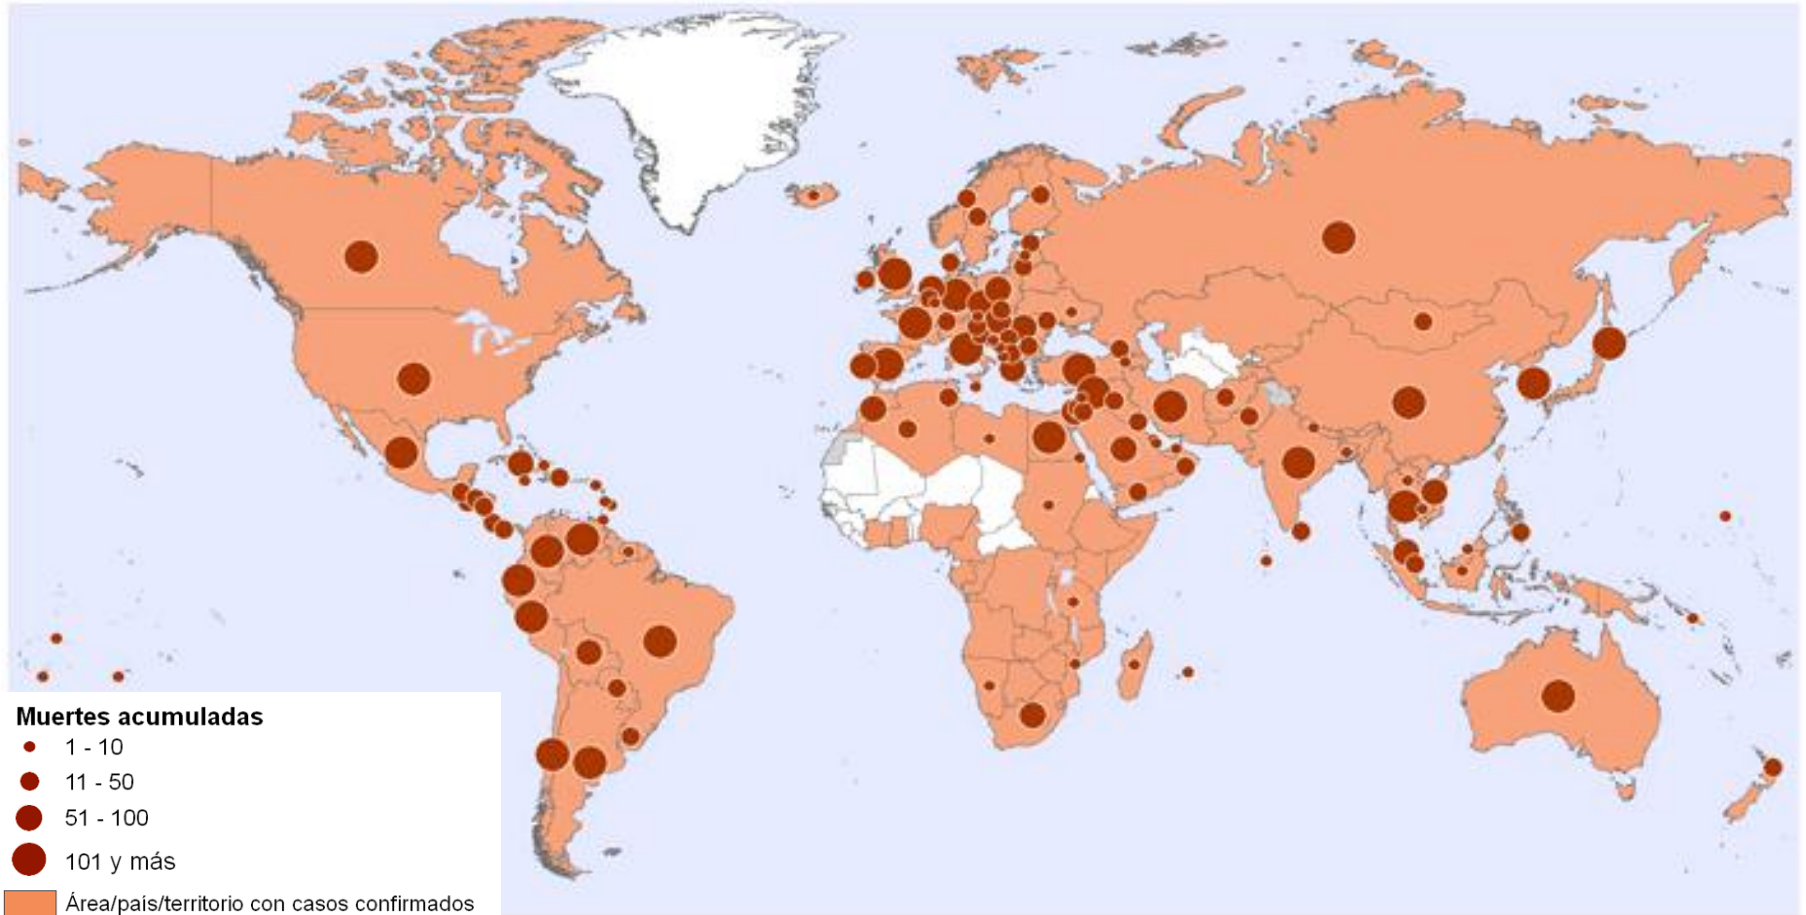 Muertes acumuladas
1 - 10
11 - 50
51 - 100
101 y más
Área/país/territorio con casos confirmados